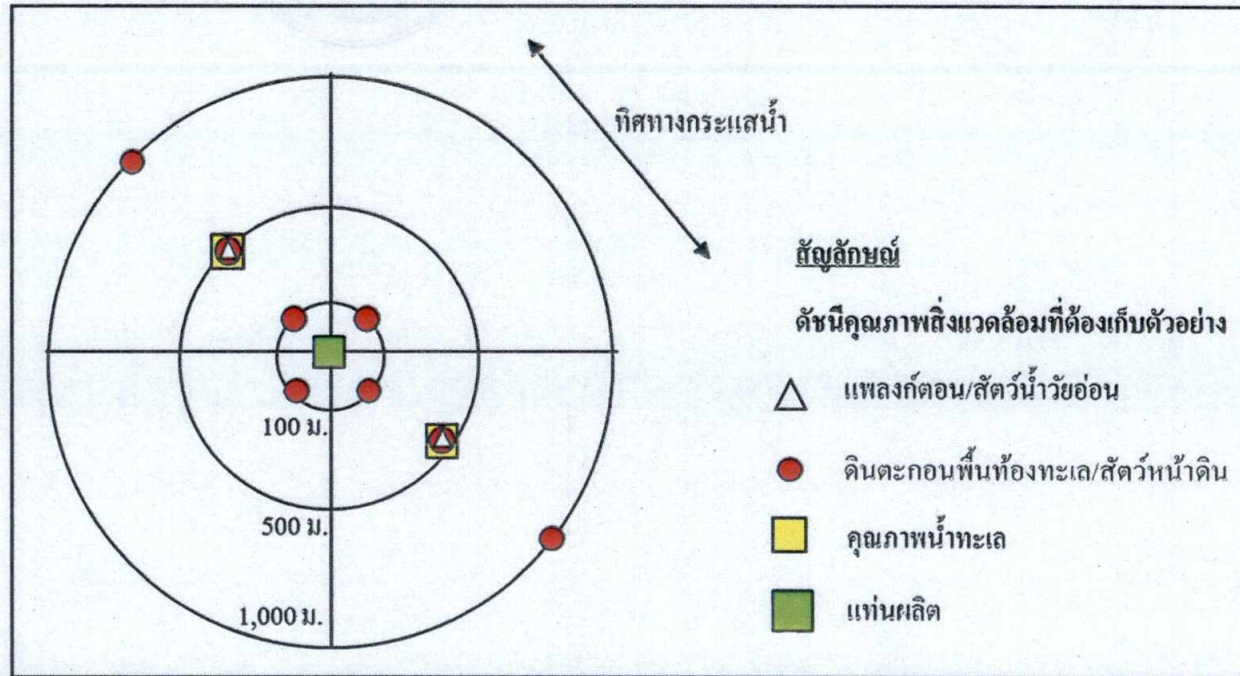 ทิศทางกระแสน้ำ
สัญลักษณ์
ดัชนีคุณภาพสิ่งแวดล้อมที่ต้องเก็บตัวอย่าง
แพลงก์ตอน/สัตว์น้ำวัยอ่อน
100 ม.
ดินตะกอนพื้นท้องทะเล/สัตว์หน้าดิน
500 ม.
คุณภาพน้ำทะเล
1,000 ม.
แท่นผลิต